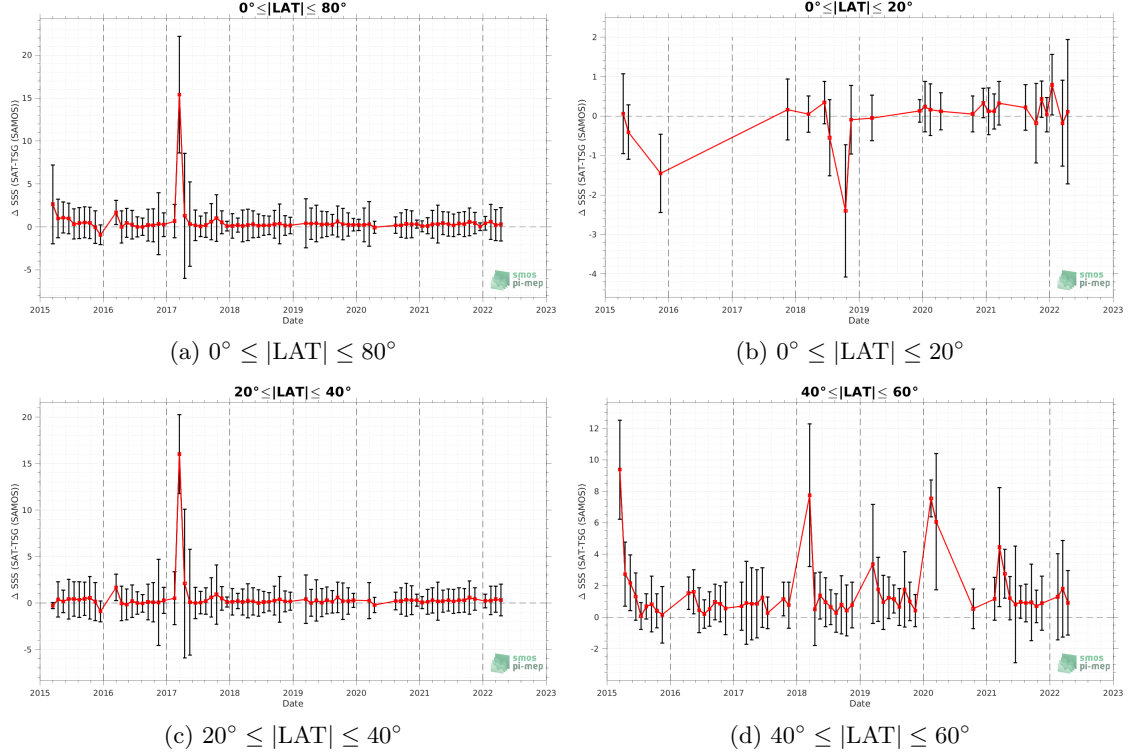 0°≤|LAT|≤ 80°
Δ SSS (SAT-TSG (SAMOS))
20
15
10
5
0
-5
2015 2016 2017 2018 2019 2020 2021 2022 2023
Date
smos
pi-mep
(a) 0° ≤ |LAT| ≤ 80°
0°≤|LAT|≤ 20°
Δ SSS (SAT-TSG (SAMOS))
2
1
0
-1
-2
-3
-4
2015 2016 2017 2018 2019 2020 2021 2022 2023
Date
smos
pi-mep
(b) 0° ≤ |LAT| ≤ 20°
20°≤|LAT|≤ 40°
Δ SSS (SAT-TSG (SAMOS))
20
15
10
5
0
-5
2015 2016 2017 2018 2019 2020 2021 2022 2023
Date
smos
pi-mep
(c) 20° ≤ |LAT| ≤ 40°
40°≤|LAT|≤ 60°
Δ SSS (SAT-TSG (SAMOS))
12
10
8
6
4
2
0
-2
2015 2016 2017 2018 2019 2020 2021 2022 2023
Date
smos
pi-mep
(d) 40° ≤ |LAT| ≤ 60°